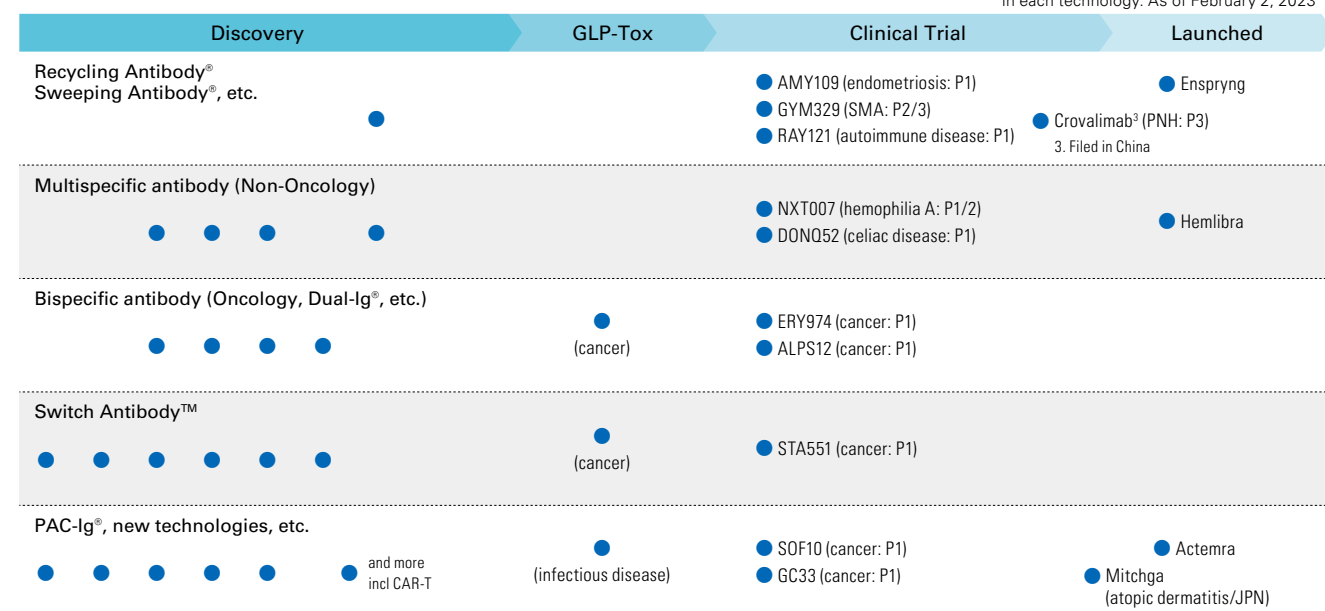 in each technology. As of February 2, 2023
Discovery
GLP-Tox
Clinical Trial
Launched
Recycling Antibody®
Sweeping Antibody®, etc.
AMY109 (endometriosis: P1)
GYM329 (SMA: P2/3)
RAY121 (autoimmune disease: P1)
Enspryng
Crovalimab³ (PNH: P3)
3. Filed in China
Multispecific antibody (Non-Oncology)
NXT007 (hemophilia A: P1/2)
DONQ52 (celiac disease: P1)
Hemlibra
Bispecific antibody (Oncology, Dual-Ig®, etc.)
(cancer)
ERY974 (cancer: P1)
ALPS12 (cancer: P1)
Switch Antibody™
(cancer)
STA551 (cancer: P1)
PAC-Ig®, new technologies, etc.
and more
incl CAR-T
(infectious disease)
SOF10 (cancer: P1)
GC33 (cancer: P1)
Actemra
Mitchga
(atopic dermatitis/JPN)